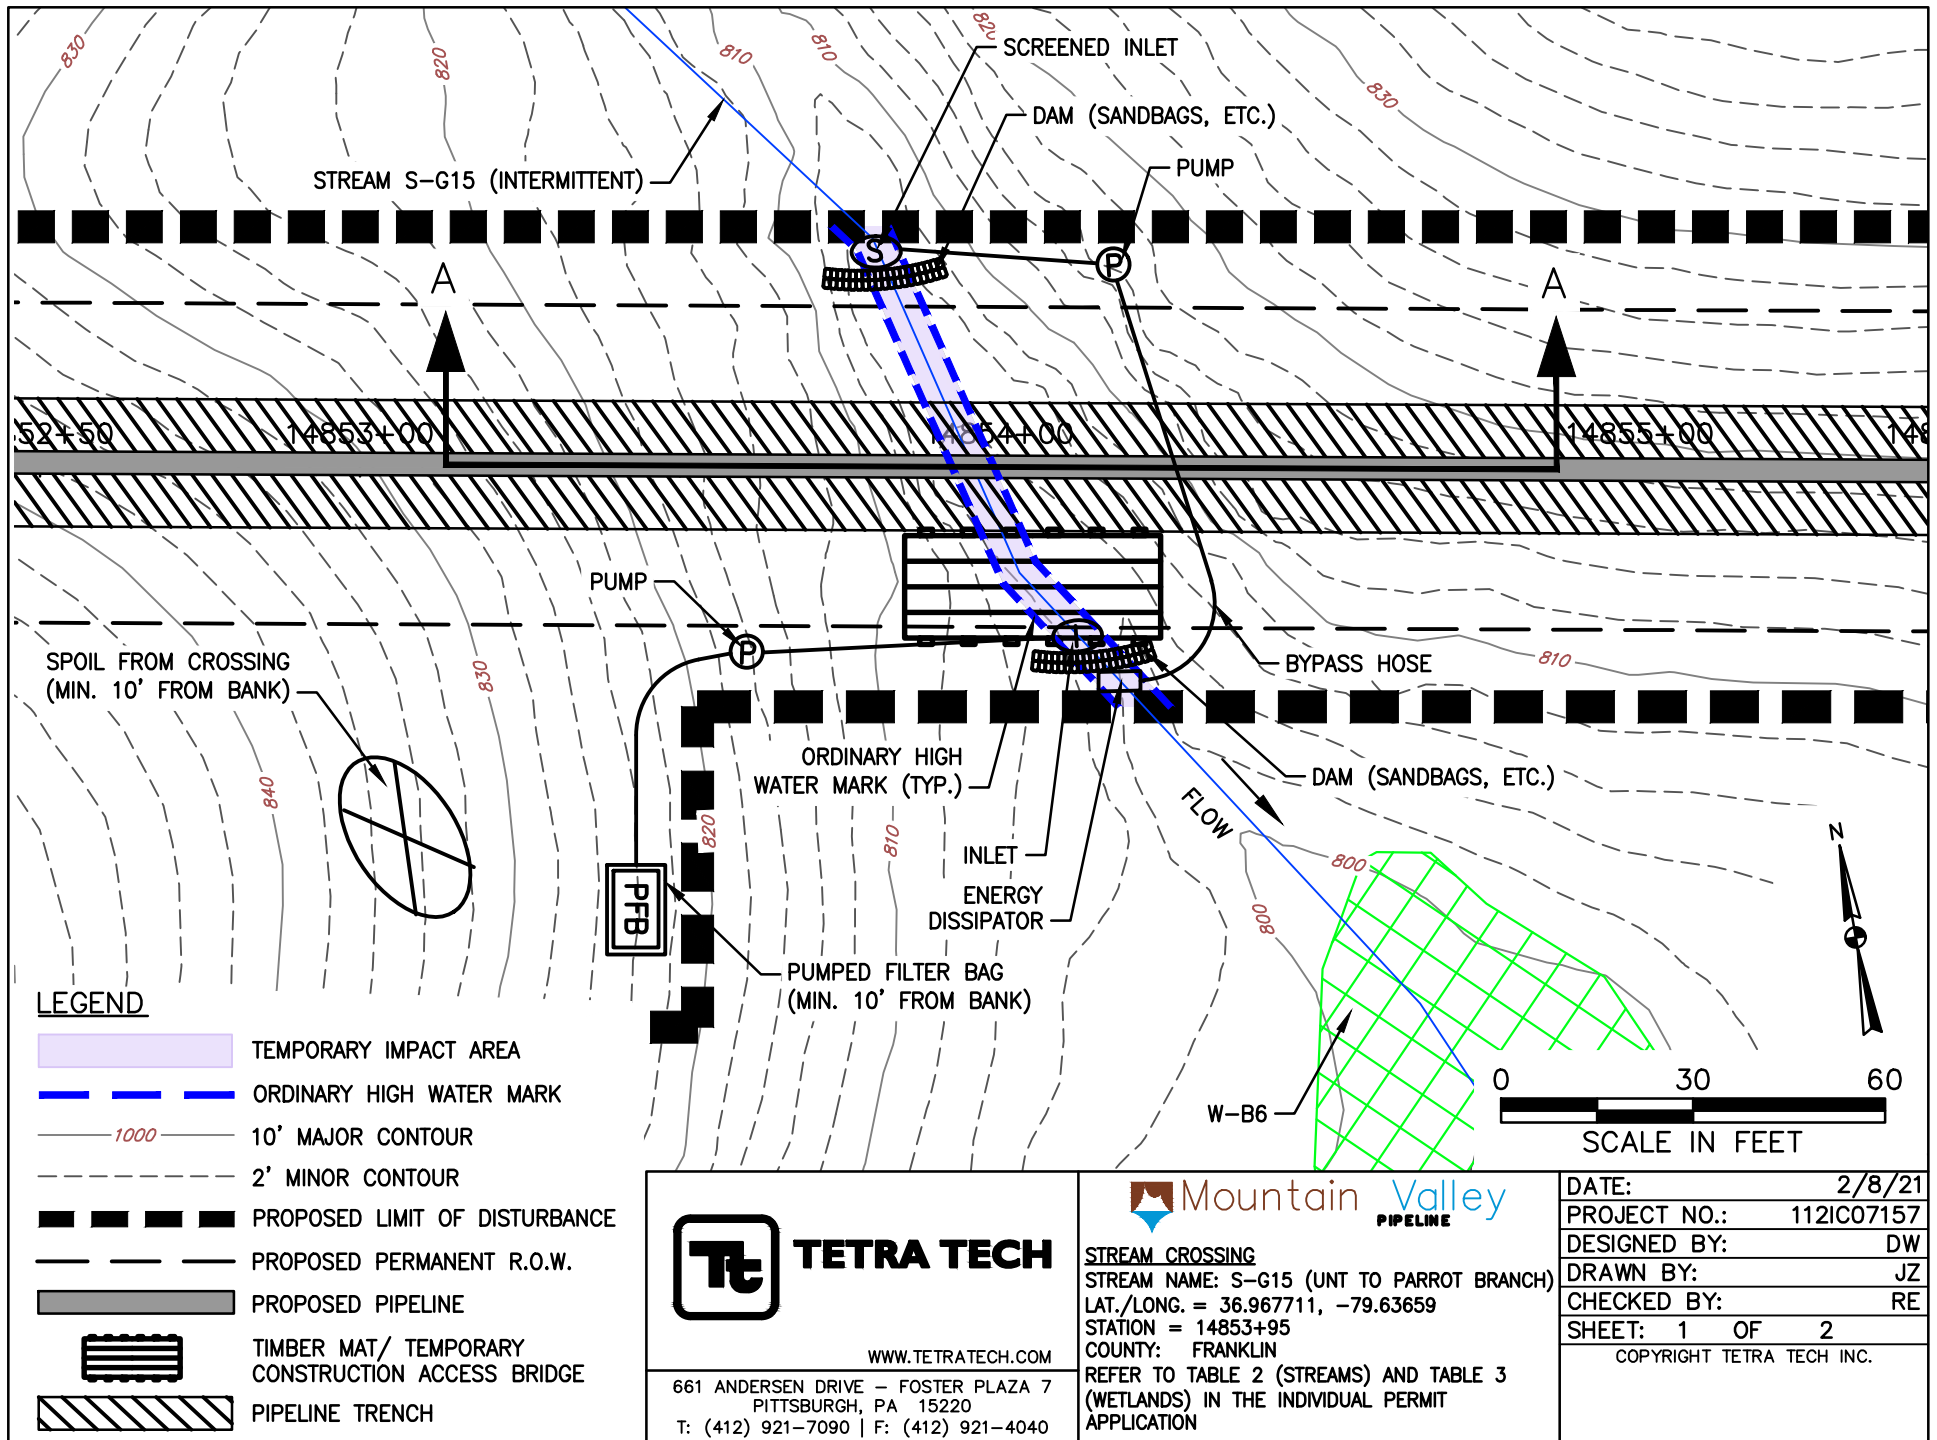 830
820
810
810
820
SCREENED INLET
DAM (SANDBAGS, ETC.)
830
PUMP
STREAM S-G15 (INTERMITTENT)
S
P
A
A
52+50
14853+00
14854+00
14855+00
148
PUMP
P
I
SPOIL FROM CROSSING
(MIN. 10' FROM BANK)
830
BYPASS HOSE
810
ORDINARY HIGH
WATER MARK (TYP.)
DAM (SANDBAGS, ETC.)
840
820
810
FLOW
N
INLET
800
ENERGY
DISSIPATOR
800
PFB
PUMPED FILTER BAG
(MIN. 10' FROM BANK)
W-B6
0 30 60
SCALE IN FEET
LEGEND
TEMPORARY IMPACT AREA
ORDINARY HIGH WATER MARK
1000 10' MAJOR CONTOUR
2' MINOR CONTOUR
PROPOSED LIMIT OF DISTURBANCE
PROPOSED PERMANENT R.O.W.
PROPOSED PIPELINE
TIMBER MAT/ TEMPORARY
CONSTRUCTION ACCESS BRIDGE
PIPELINE TRENCH
Tt TETRA TECH
WWW.TETRATECH.COM
661 ANDERSEN DRIVE – FOSTER PLAZA 7
PITTSBURGH, PA 15220
T: (412) 921-7090 | F: (412) 921-4040
Mountain Valley
PIPELINE
STREAM CROSSING
STREAM NAME: S-G15 (UNT TO PARROT BRANCH)
LAT./LONG. = 36.967711, -79.63659
STATION = 14853+95
COUNTY: FRANKLIN
REFER TO TABLE 2 (STREAMS) AND TABLE 3
(WETLANDS) IN THE INDIVIDUAL PERMIT
APPLICATION
DATE: 2/8/21
PROJECT NO.: 112IC07157
DESIGNED BY: DW
DRAWN BY: JZ
CHECKED BY: RE
SHEET: 1 OF 2
COPYRIGHT TETRA TECH INC.